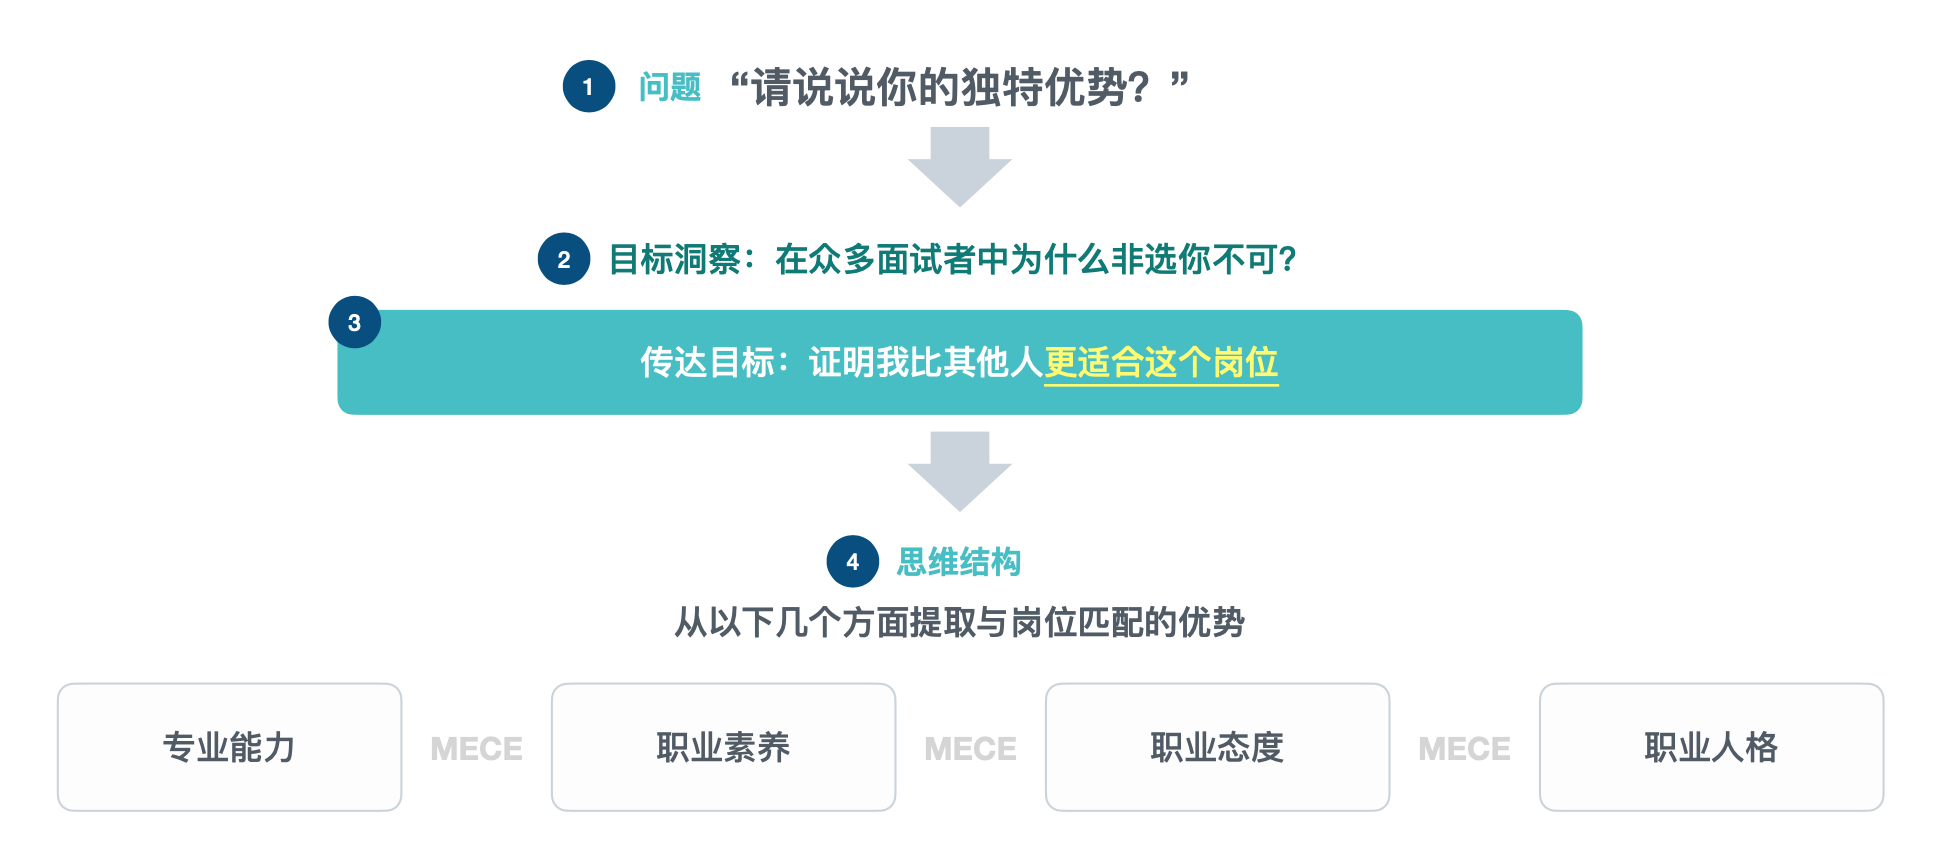 1 问题 “请说说你的独特优势？”
2 目标洞察：在众多面试者中为什么非选你不可?
3
传达目标：证明我比其他人更适合这个岗位
4 思维结构
从以下几个方面提取与岗位匹配的优势
专业能力 MECE 职业素养 MECE 职业态度 MECE 职业人格